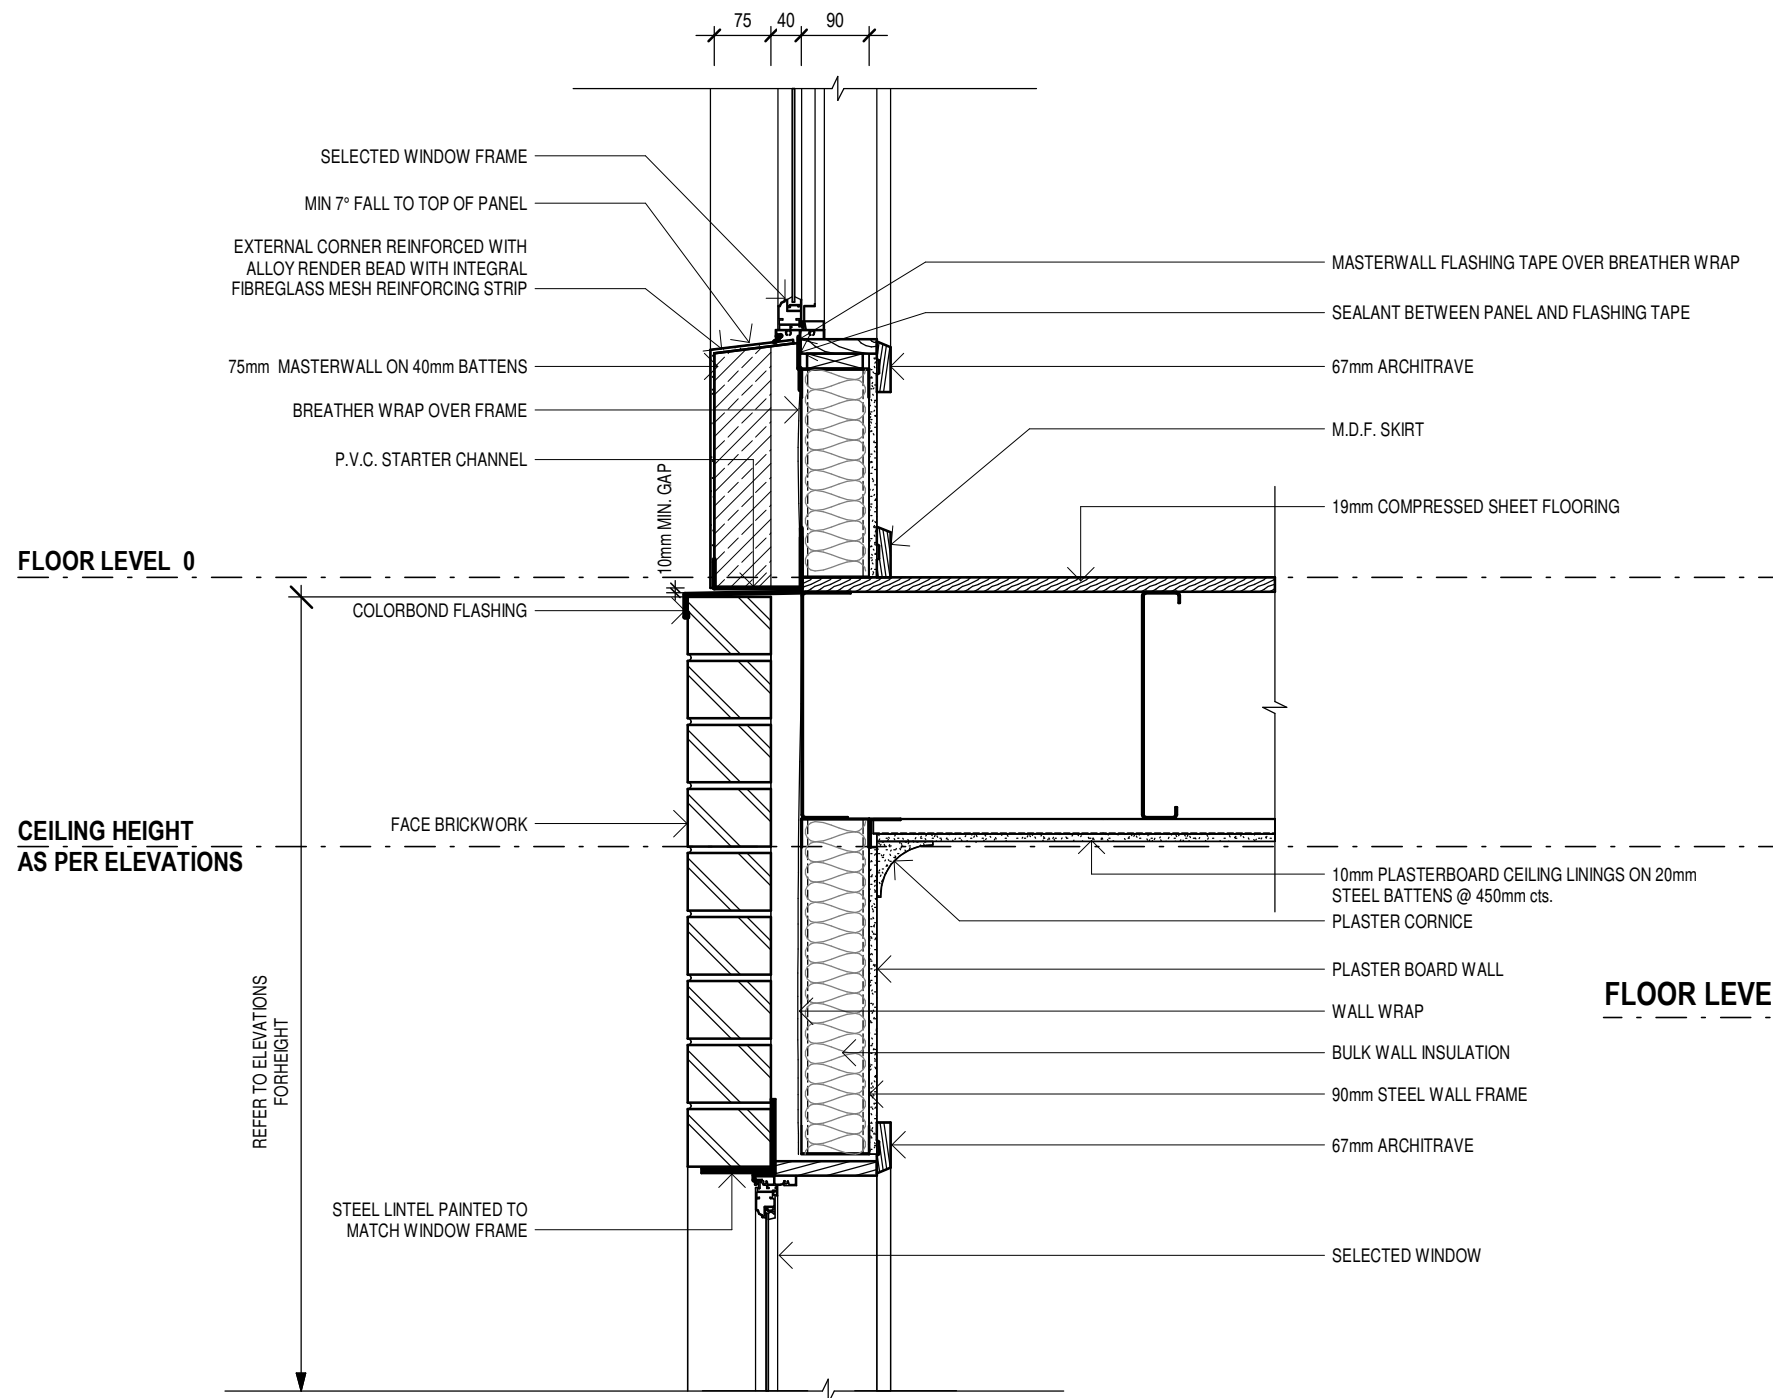 75 40 90
SELECTED WINDOW FRAME
MIN 7° FALL TO TOP OF PANEL
EXTERNAL CORNER REINFORCED WITH
ALLOY RENDER BEAD WITH INTEGRAL
FIBREGLASS MESH REINFORCING STRIP
75mm MASTERWALL ON 40mm BATTENS
BREATHER WRAP OVER FRAME
P.V.C. STARTER CHANNEL
10mm MIN. GAP
FLOOR LEVEL 0
COLORBOND FLASHING
FACE BRICKWORK
CEILING HEIGHT
AS PER ELEVATIONS
REFER TO ELEVATIONS
FORHEIGHT
STEEL LINTEL PAINTED TO
MATCH WINDOW FRAME
MASTERWALL FLASHING TAPE OVER BREATHER WRAP
SEALANT BETWEEN PANEL AND FLASHING TAPE
67mm ARCHITRAVE
M.D.F. SKIRT
19mm COMPRESSED SHEET FLOORING
10mm PLASTERBOARD CEILING LININGS ON 20mm
STEEL BATTENS @ 450mm cts.
PLASTER CORNICE
PLASTER BOARD WALL
WALL WRAP
BULK WALL INSULATION
90mm STEEL WALL FRAME
67mm ARCHITRAVE
SELECTED WINDOW
FLOOR LEVE